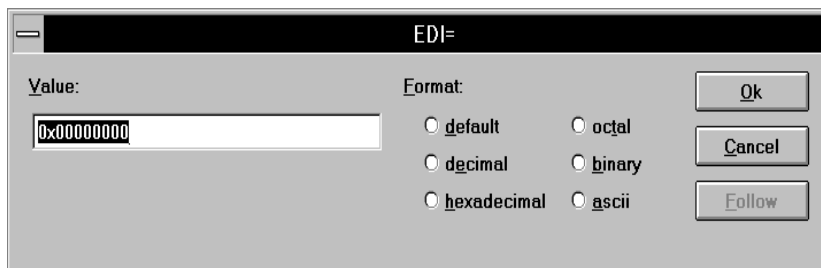 EDI=
Value:
0x00000000
Format:
default
octal
decimal
binary
hexadecimal
ascii
Ok
Cancel
Follow